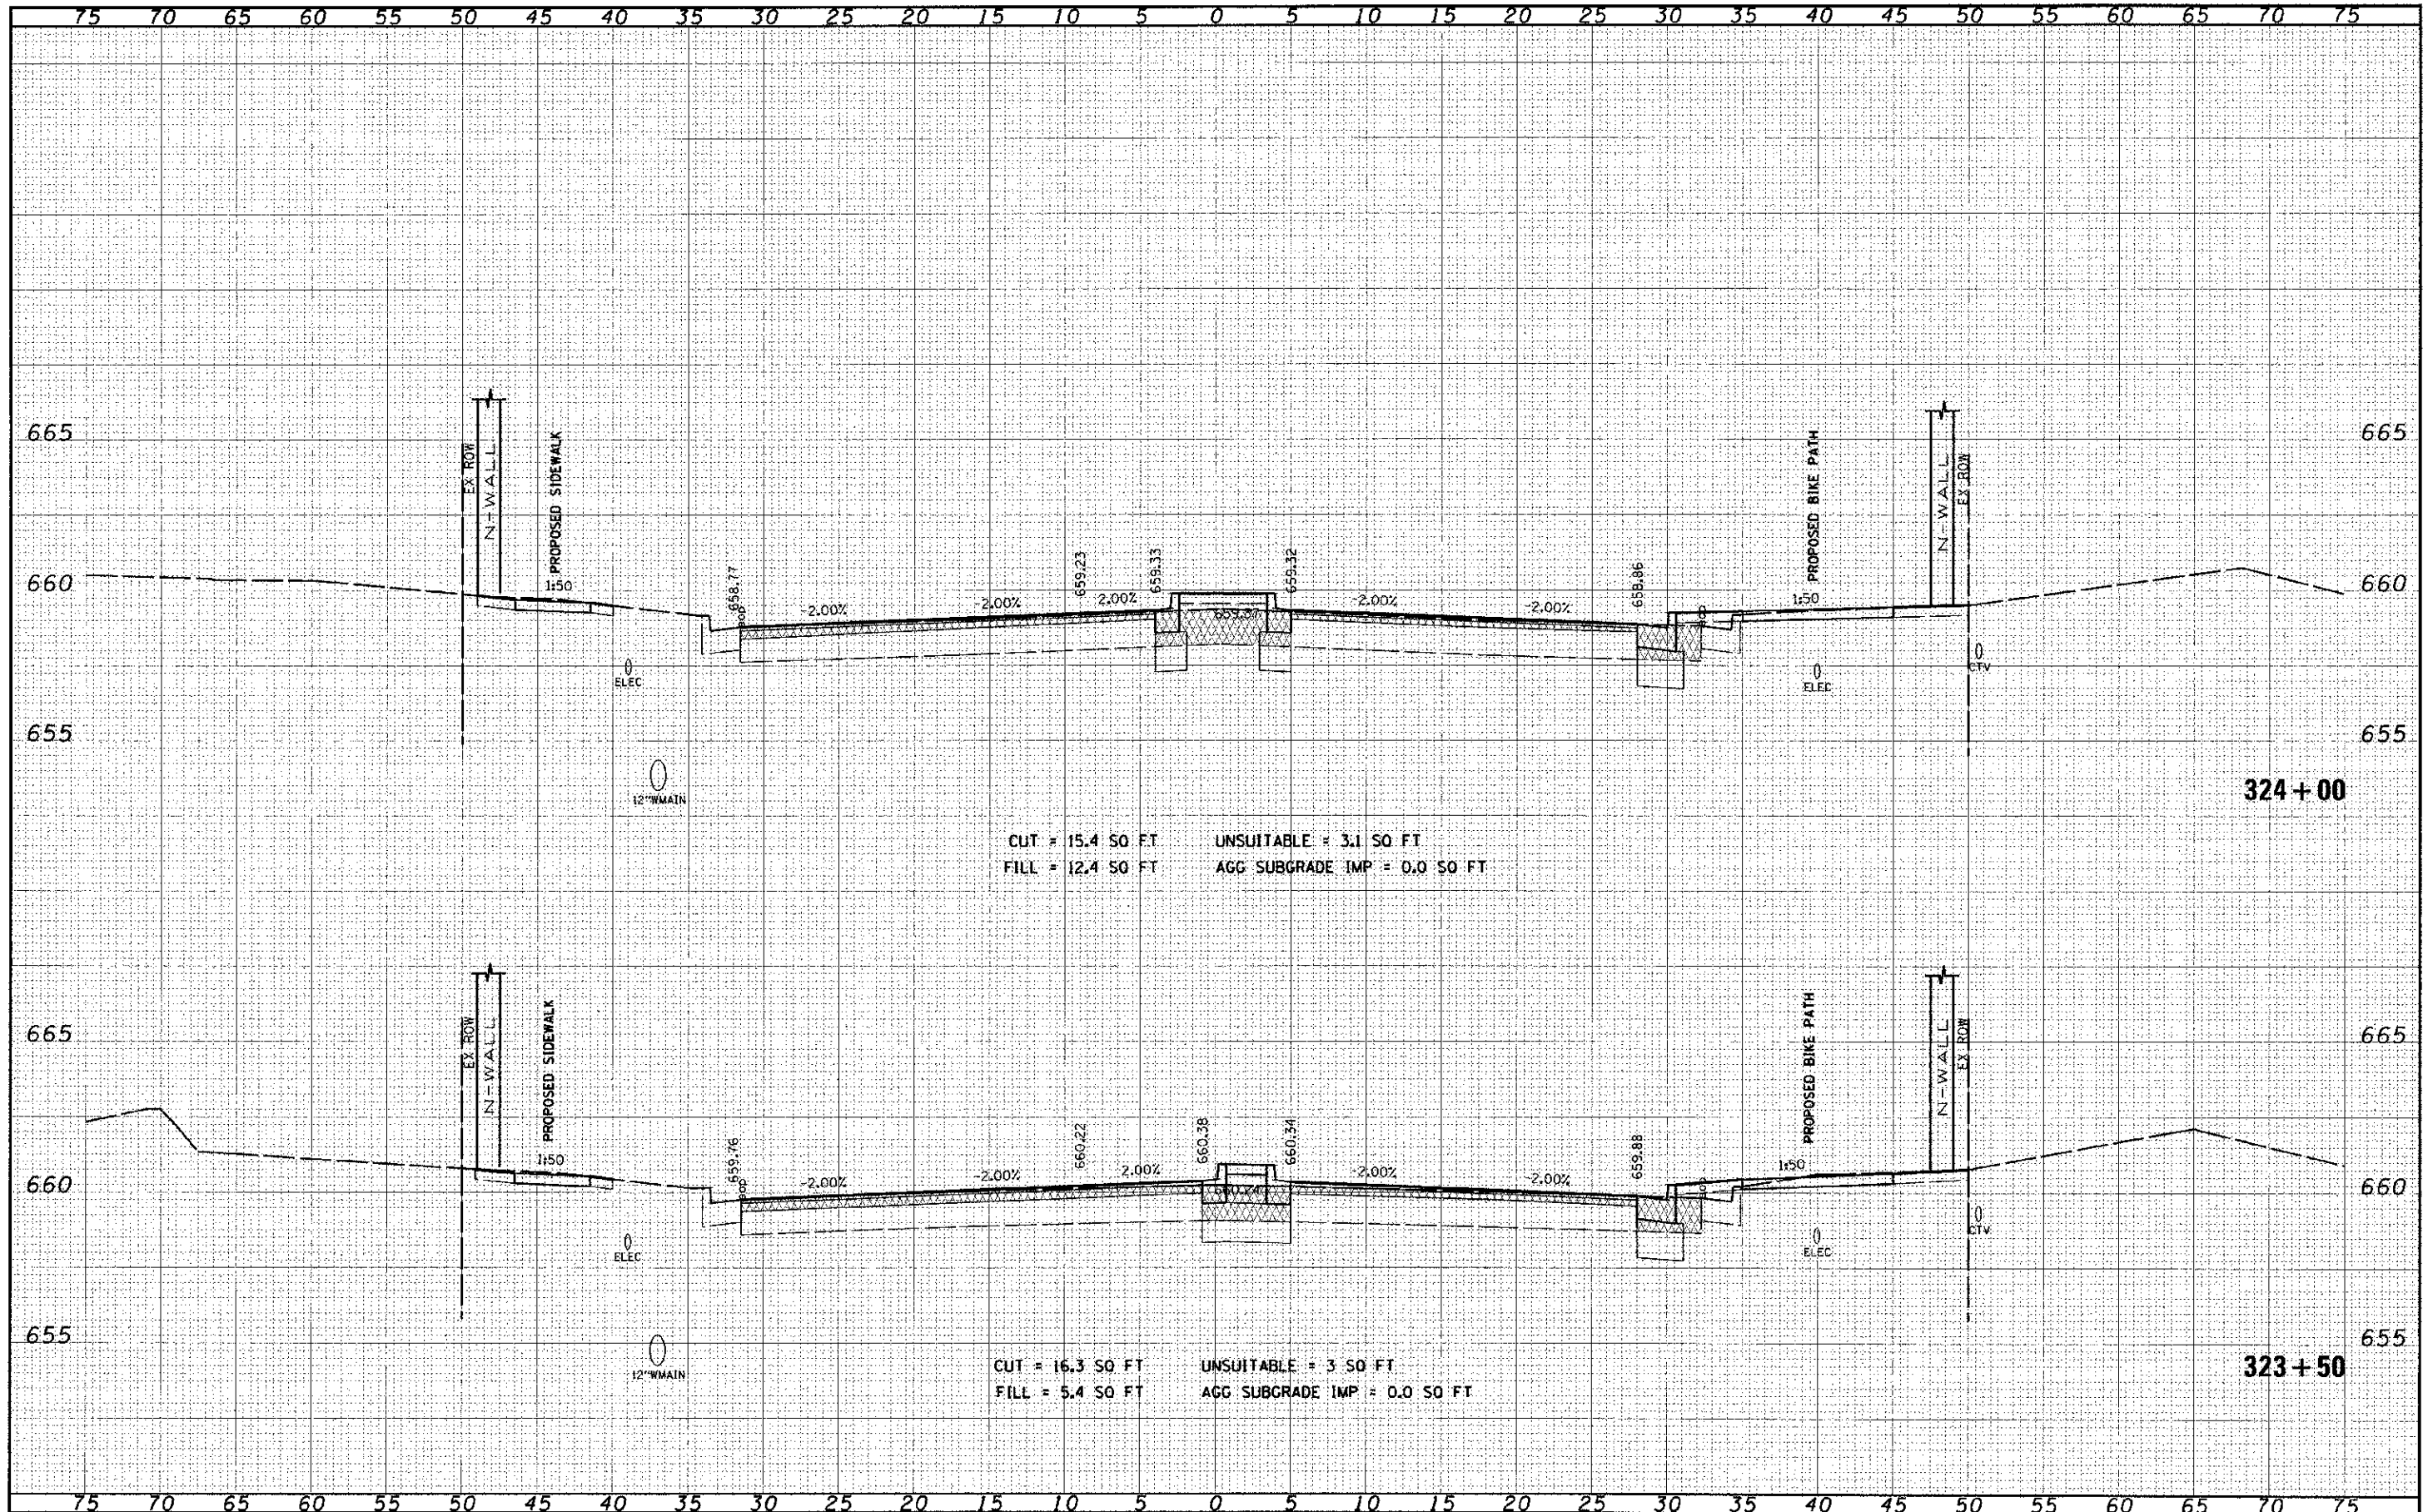 75 70 65 60 55 50 45 40 35 30 25 20 15 10 5 0 5 10 15 20 25 30 35 40 45 50 55 60 65 70 75
665
EX ROW
N-WALL
PROPOSED SIDEWALK
PROPOSED BIKE PATH
N-WALL
EX ROW
665
660
1:50
658.77
-2.00%
-2.00%
659.23
2.00%
659.33
659.37
659.32
-2.00%
-2.00%
658.86
1:50
660
ELEC
ELEC
CTV
655
655
12"WMAIN
324+00
CUT = 15.4 SQ FT UNSUITABLE = 3.1 SQ FT
FILL = 12.4 SQ FT AGG SUBGRADE IMP = 0.0 SQ FT
665
EX ROW
N-WALL
PROPOSED SIDEWALK
PROPOSED BIKE PATH
N-WALL
EX ROW
665
660
1:50
659.76
-2.00%
-2.00%
660.22
2.00%
660.38
660.34
-2.00%
-2.00%
659.88
1:50
660
ELEC
ELEC
CTV
655
655
12"WMAIN
323+50
CUT = 16.3 SQ FT UNSUITABLE = 3 SQ FT
FILL = 5.4 SQ FT AGG SUBGRADE IMP = 0.0 SQ FT
75 70 65 60 55 50 45 40 35 30 25 20 15 10 5 0 5 10 15 20 25 30 35 40 45 50 55 60 65 70 75